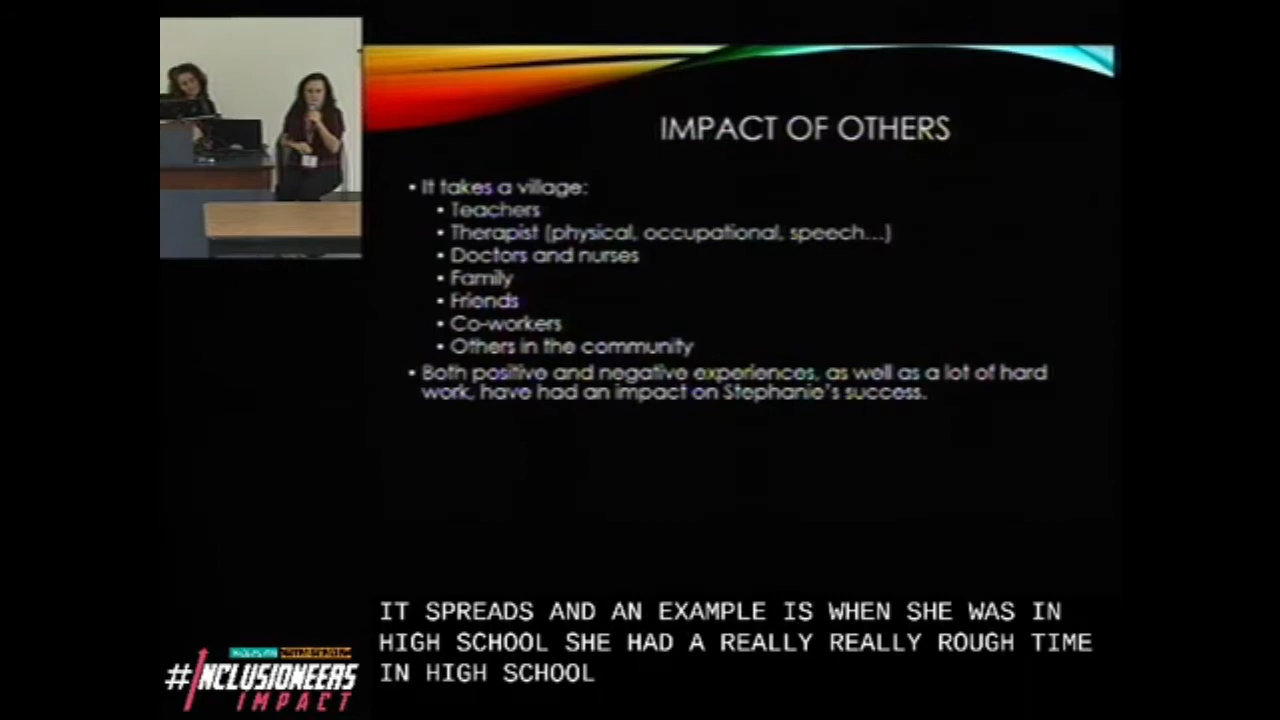 IMPACT OF OTHERS
• It takes a village:
• Teachers
• Therapist (physical, occupational, speech...)
• Doctors and nurses
• Family
• Friends
• Co-workers
• Others in the community
• Both positive and negative experiences, as well as a lot of hard
work, have had an impact on Stephanie's success.
IT SPREADS AND AN EXAMPLE IS WHEN SHE WAS IN
HIGH SCHOOL SHE HAD A REALLY REALLY ROUGH TIME
IN HIGH SCHOOL
#INCLUSIONEERS
IMPACT